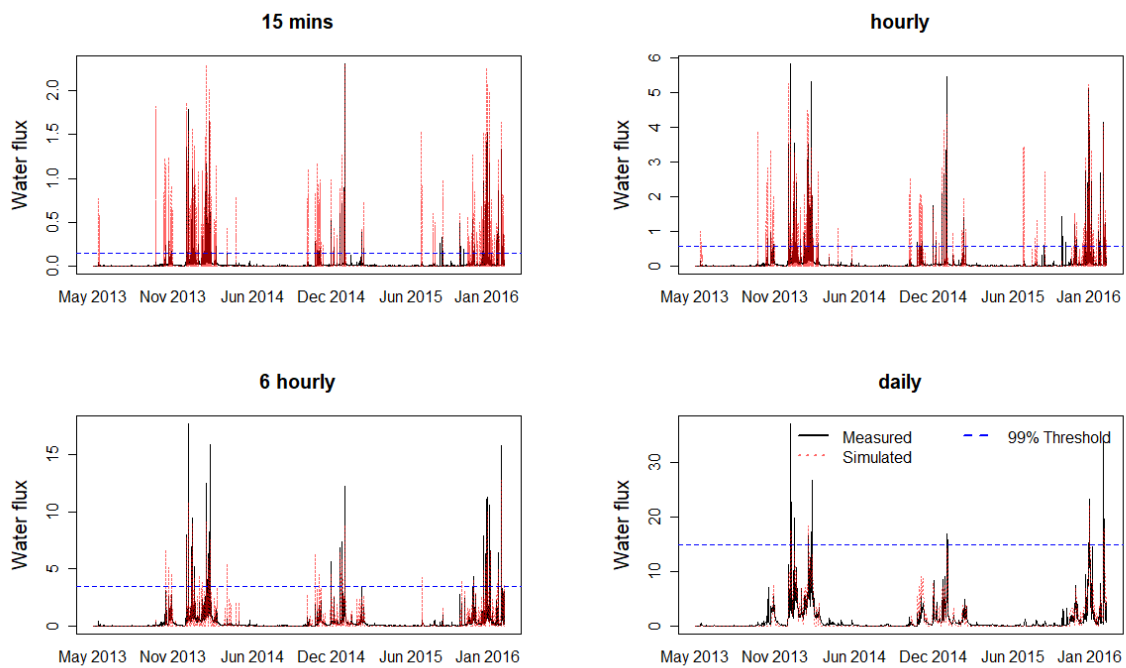 15 mins
Water flux
0.0 0.5 1.0 1.5 2.0
May 2013 Nov 2013 Jun 2014 Dec 2014 Jun 2015 Jan 2016
hourly
Water flux
0 1 2 3 4 5 6
May 2013 Nov 2013 Jun 2014 Dec 2014 Jun 2015 Jan 2016
6 hourly
Water flux
0 5 10 15
May 2013 Nov 2013 Jun 2014 Dec 2014 Jun 2015 Jan 2016
daily
Water flux
0 10 20 30
Measured
Simulated
99% Threshold
May 2013 Nov 2013 Jun 2014 Dec 2014 Jun 2015 Jan 2016